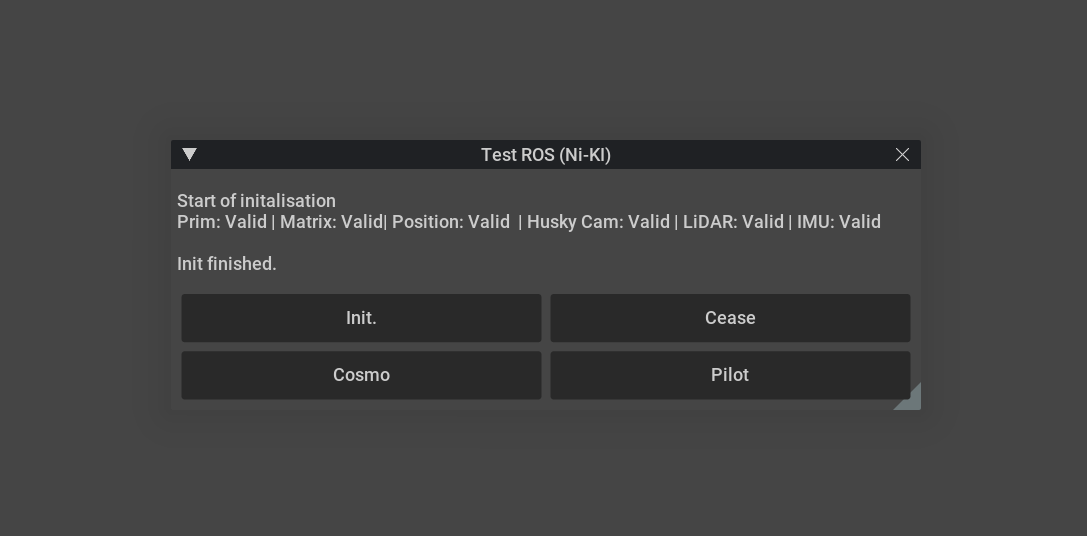 Test ROS (Ni-KI)
Start of initalisation
Prim: Valid | Matrix: Valid| Position: Valid  | Husky Cam: Valid | LiDAR: Valid | IMU: Valid
Init finished.
Init.
Cease
Cosmo
Pilot